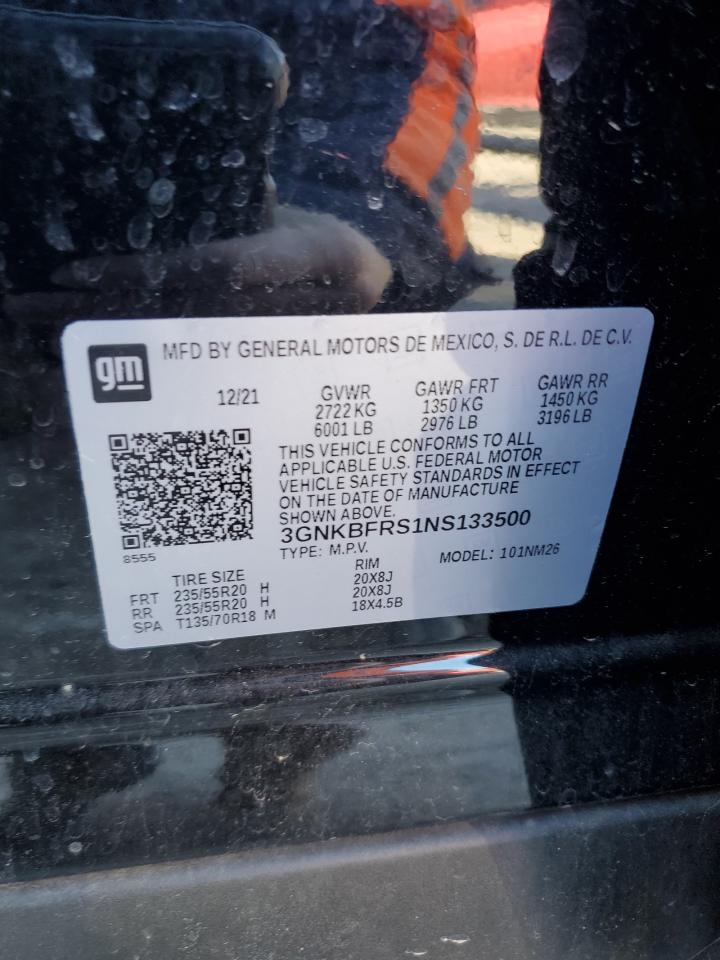 gm
MFD BY GENERAL MOTORS DE MEXICO, S. DE R.L. DE C.V.
12/21 GVWR GAWR FRT GAWR RR
2722 KG 1350 KG 1450 KG
6001 LB 2976 LB 3196 LB
THIS VEHICLE CONFORMS TO ALL
APPLICABLE U.S. FEDERAL MOTOR
VEHICLE SAFETY STANDARDS IN EFFECT
ON THE DATE OF MANUFACTURE
SHOWN ABOVE.
3GNKBFRS1NS133500
8555
TYPE: M.P.V. MODEL: 101NM26
TIRE SIZE RIM
FRT 235/55R20 H 20X8J
RR 235/55R20 H 20X8J
SPA T135/70R18 M 18X4.5B